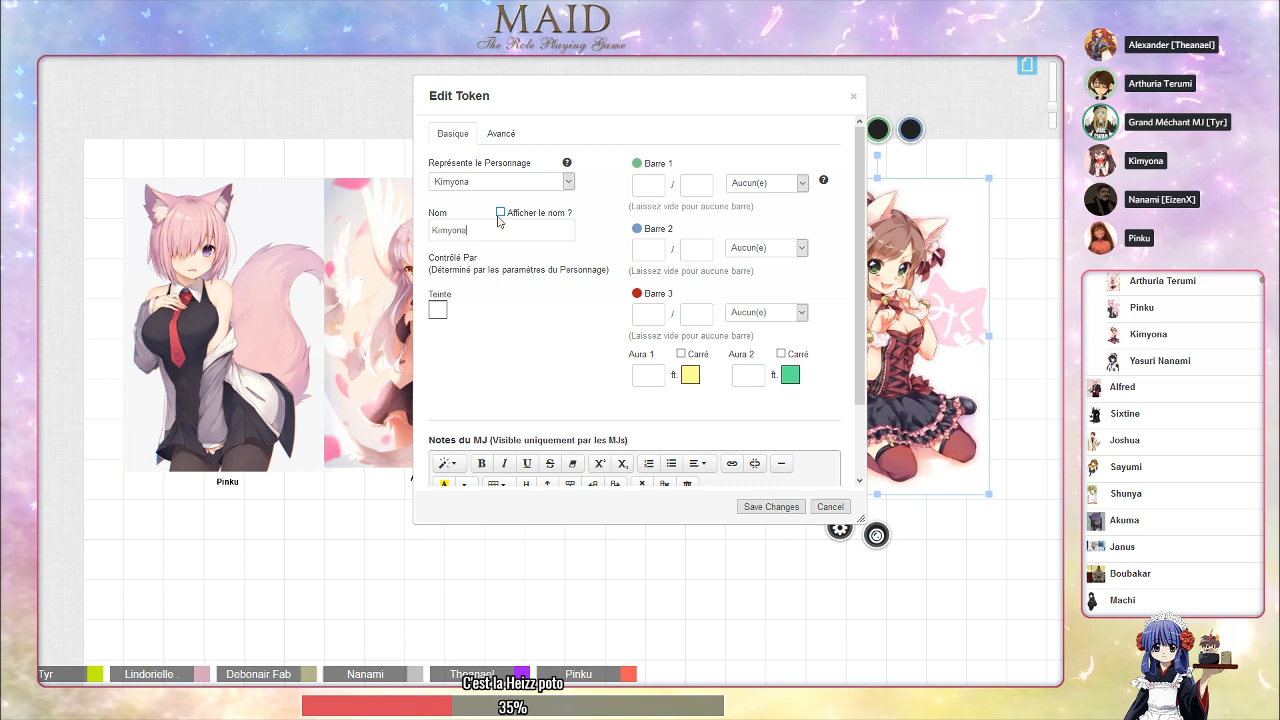 MAID
The Role Playing Game
Edit Token
×
Basique
Avancé
Représente le Personnage
?
Kimyona
Nom
Afficher le nom ?
Kimyona
Contrôlé Par
(Déterminé par les paramètres du Personnage)
Teinte
Barre 1
/
Aucun(e)
?
(Laissez vide pour aucune barre)
Barre 2
/
Aucun(e)
(Laissez vide pour aucune barre)
Barre 3
/
Aucun(e)
(Laissez vide pour aucune barre)
Aura 1
Carré
Aura 2
Carré
ft.
ft.
Notes du MJ (Visible uniquement par les MJs)
Save Changes
Cancel
Pinku
みく
Alexander [Theanael]
Arthuria Terumi
Grand Méchant MJ [Tyr]
Kimyona
Nanami [EizenX]
Pinku
Arthuria Terumi
Pinku
Kimyona
Yasuri Nanami
Alfred
Sixtine
Joshua
Sayumi
Shunya
Akuma
Janus
Boubakar
Machi
Tyr
Lindorielle .
Debonair Fab
Nanami
Theanael
Pinku
C'est la Heizz poto
35%